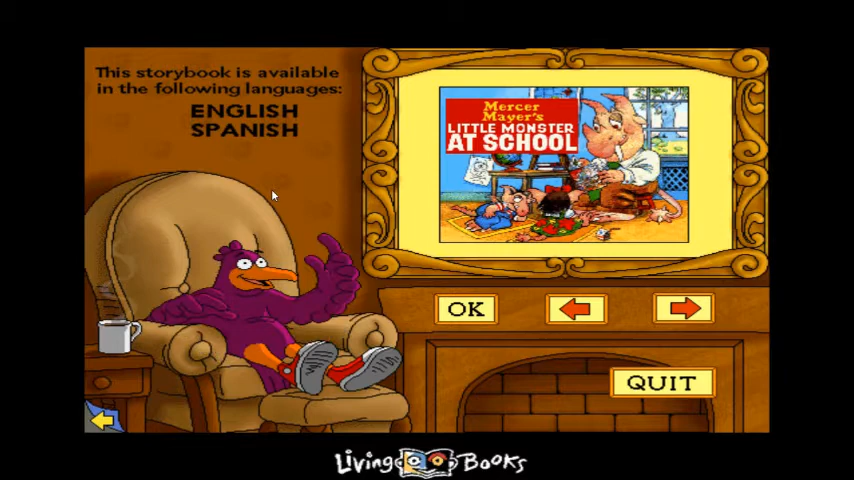 This storybook is available
in the following languages:
ENGLISH
SPANISH
Mercer
Mayer's
LITTLE MONSTER
AT SCHOOL
OK
QUIT
Living Books